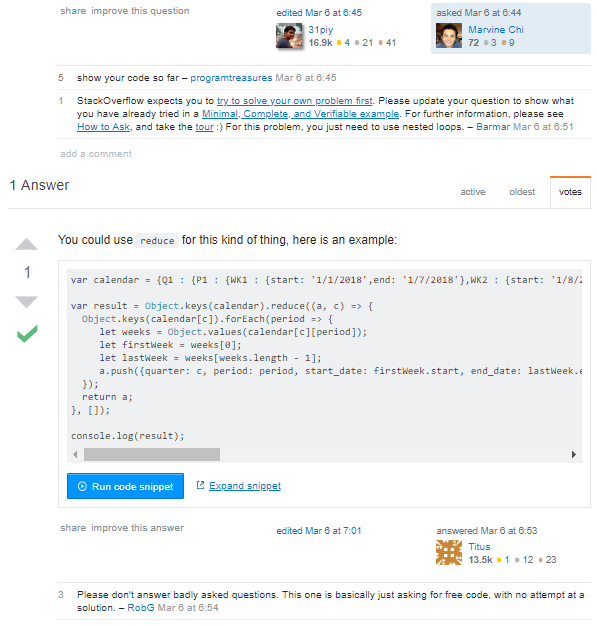 share improve this question
edited Mar 6 at 6:45
31piy
16.9k 4 21 41
asked Mar 6 at 6:44
Marvine Chi
72 3 9
5 show your code so far – programtreasures Mar 6 at 6:45
1 StackOverflow expects you to try to solve your own problem first. Please update your question to show what
you have already tried in a Minimal, Complete, and Verifiable example. For further information, please see
How to Ask, and take the tour :) For this problem, you just need to use nested loops. – Barmar Mar 6 at 6:51
add a comment
1 Answer
active oldest votes
You could use reduce for this kind of thing, here is an example:
1
var calendar = {Q1 : {P1 : {WK1 : {start: '1/1/2018',end: '1/7/2018'},WK2 : {start: '1/8/2
var result = Object.keys(calendar).reduce((a, c) => {
Object.keys(calendar[c]).forEach(period => {
let weeks = Object.values(calendar[c][period]);
let firstWeek = weeks[0];
let lastWeek = weeks[weeks.length - 1];
a.push({quarter: c, period: period, start_date: firstWeek.start, end_date: lastWeek.e
});
return a;
}, []);
console.log(result);
Run code snippet Expand snippet
share improve this answer
edited Mar 6 at 7:01
answered Mar 6 at 6:53
Titus
13.5k 1 12 23
3 Please don't answer badly asked questions. This one is basically just asking for free code, with no attempt at a
solution. – RobG Mar 6 at 6:54